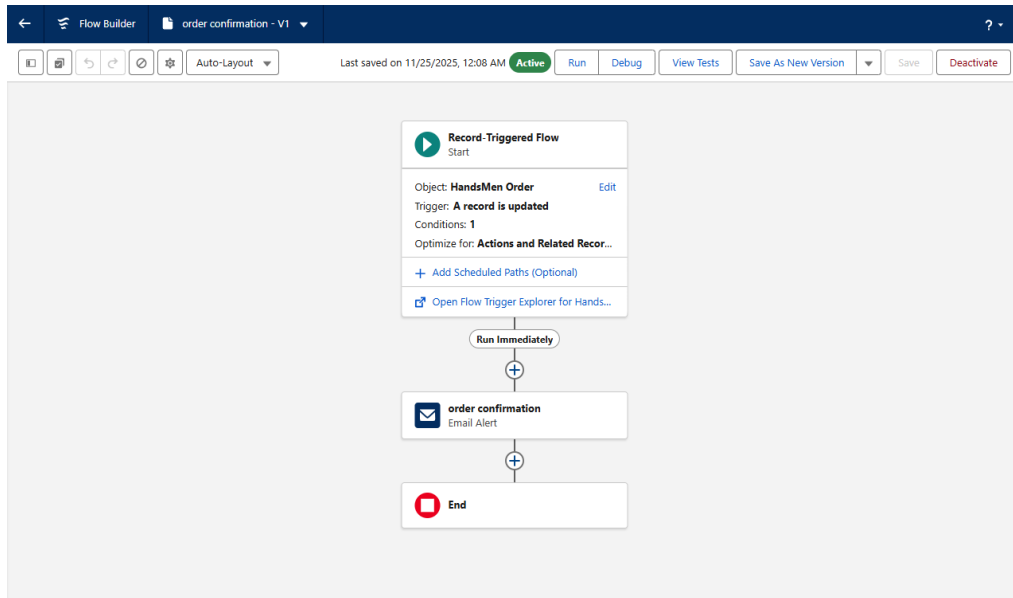 Flow Builder
order confirmation - V1
?
Auto-Layout
Last saved on 11/25/2025, 12:08 AM
Active
Run
Debug
View Tests
Save As New Version
Save
Deactivate
Record-Triggered Flow
Start
Object: HandsMen Order
Edit
Trigger: A record is updated
Conditions: 1
Optimize for: Actions and Related Recor...
Add Scheduled Paths (Optional)
Open Flow Trigger Explorer for Hands...
Run Immediately
order confirmation
Email Alert
End